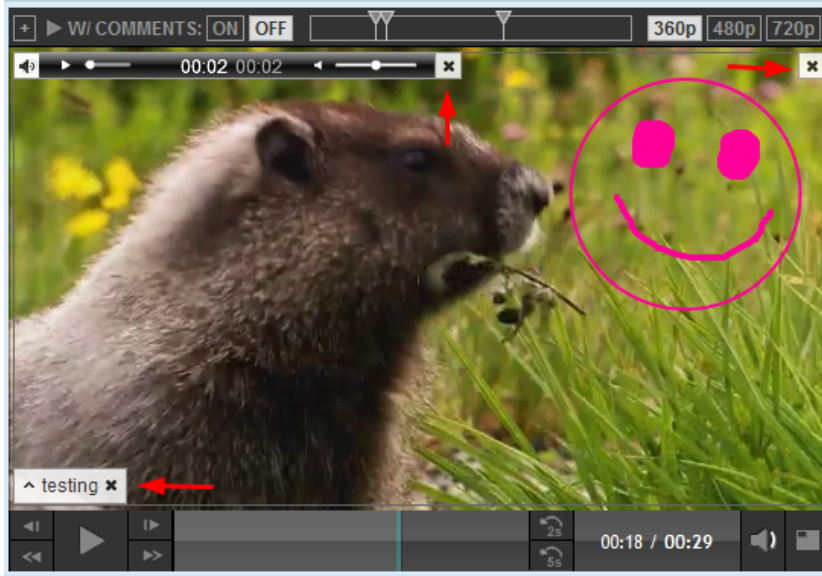 + W/ COMMENTS: ON OFF 360p 480p 720p
00:02 00:02
testing
2s
00:18 / 00:29
5s